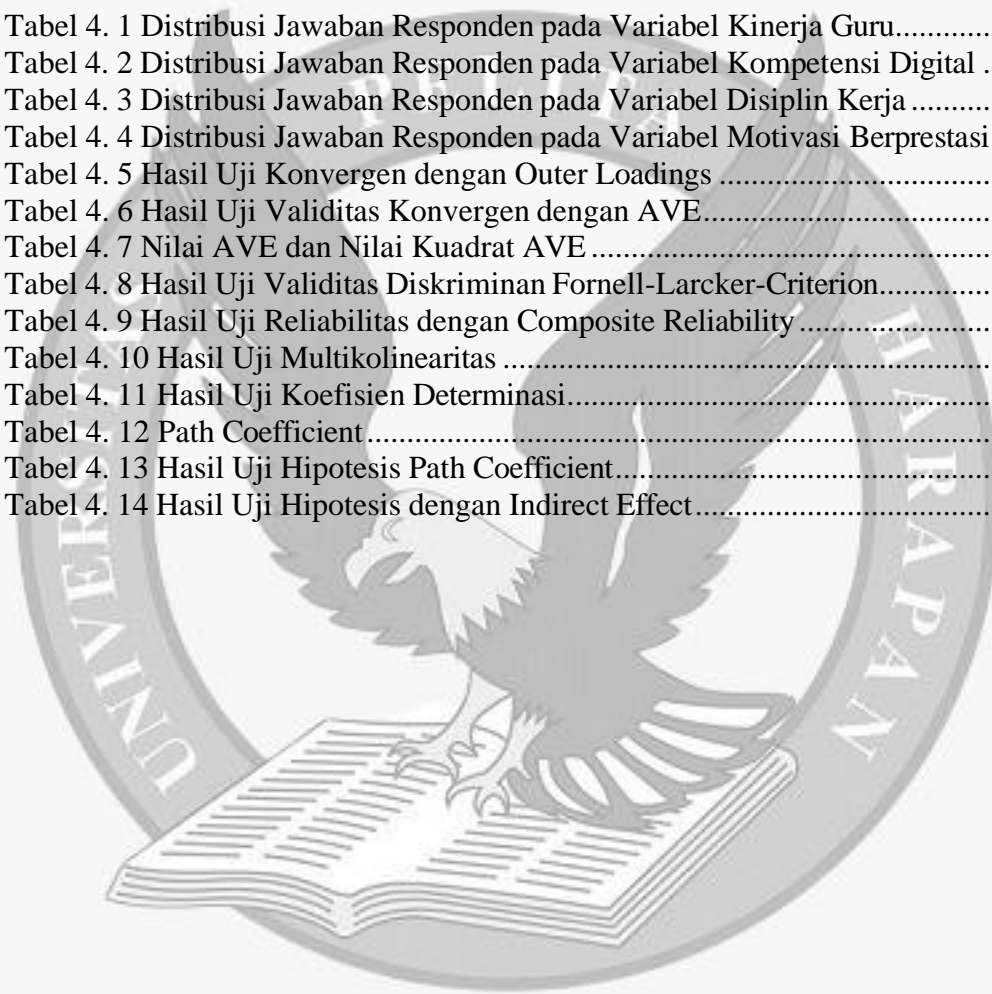 Tabel 4. 1 Distribusi Jawaban Responden pada Variabel Kinerja Guru............
Tabel 4. 2 Distribusi Jawaban Responden pada Variabel Kompetensi Digital .
Tabel 4. 3 Distribusi Jawaban Responden pada Variabel Disiplin Kerja ..........
Tabel 4. 4 Distribusi Jawaban Responden pada Variabel Motivasi Berprestasi
Tabel 4. 5 Hasil Uji Konvergen dengan Outer Loadings ..................................
Tabel 4. 6 Hasil Uji Validitas Konvergen dengan AVE....................................
Tabel 4. 7 Nilai AVE dan Nilai Kuadrat AVE ..................................................
Tabel 4. 8 Hasil Uji Validitas Diskriminan Fornell-Larcker-Criterion..............
Tabel 4. 9 Hasil Uji Reliabilitas dengan Composite Reliability ........................
Tabel 4. 10 Hasil Uji Multikolinearitas .............................................................
Tabel 4. 11 Hasil Uji Koefisien Determinasi.....................................................
Tabel 4. 12 Path Coefficient ..............................................................................
Tabel 4. 13 Hasil Uji Hipotesis Path Coefficient ...............................................
Tabel 4. 14 Hasil Uji Hipotesis dengan Indirect Effect .....................................
UNIVERSITAS PELITA HARAPAN